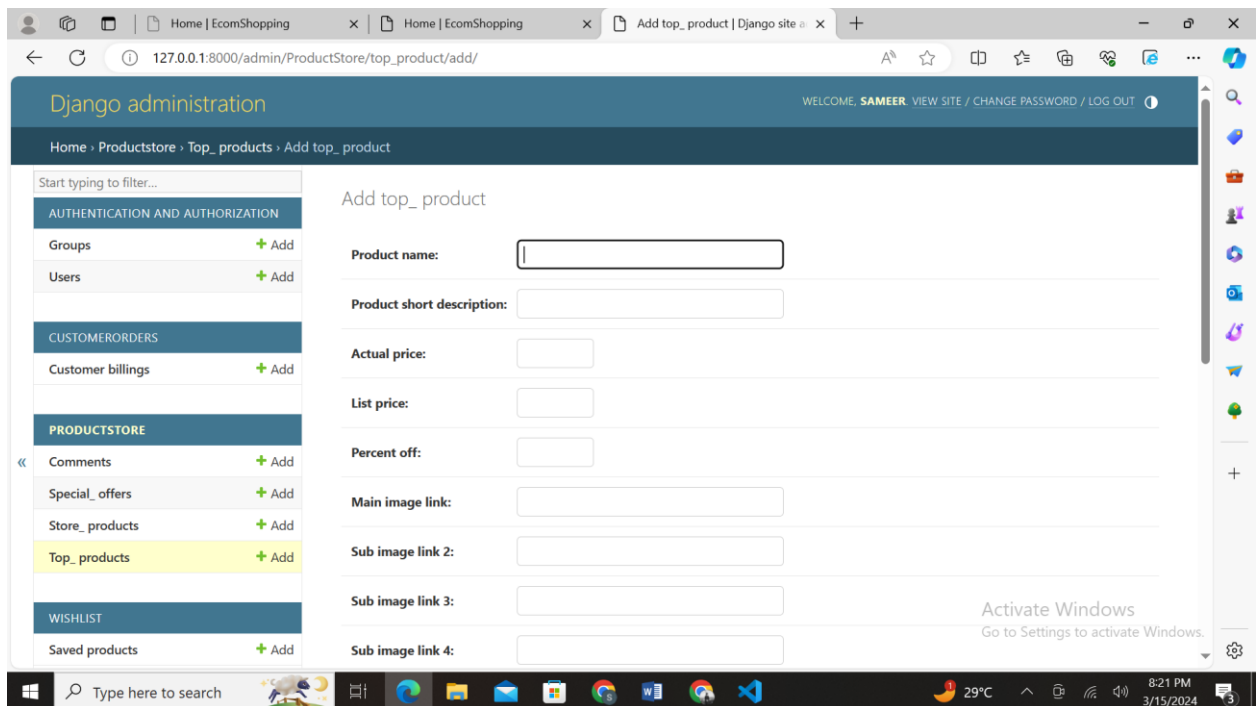 Home | EcomShopping
Home | EcomShopping
Add top_ product | Django site a
127.0.0.1:8000/admin/ProductStore/top_product/add/
Django administration
WELCOME, SAMEER. VIEW SITE / CHANGE PASSWORD / LOG OUT
Home › Productstore › Top_ products › Add top_ product
Start typing to filter...
AUTHENTICATION AND AUTHORIZATION
Groups + Add
Users + Add
CUSTOMERORDERS
Customer billings + Add
PRODUCTSTORE
« Comments + Add
Special_ offers + Add
Store_ products + Add
Top_ products + Add
WISHLIST
Saved products + Add
Add top_ product
Product name:
Product short description:
Actual price:
List price:
Percent off:
Main image link:
Sub image link 2:
Sub image link 3:
Sub image link 4:
Activate Windows
Go to Settings to activate Windows.
Type here to search
1
29°C
8:21 PM
3/15/2024
3